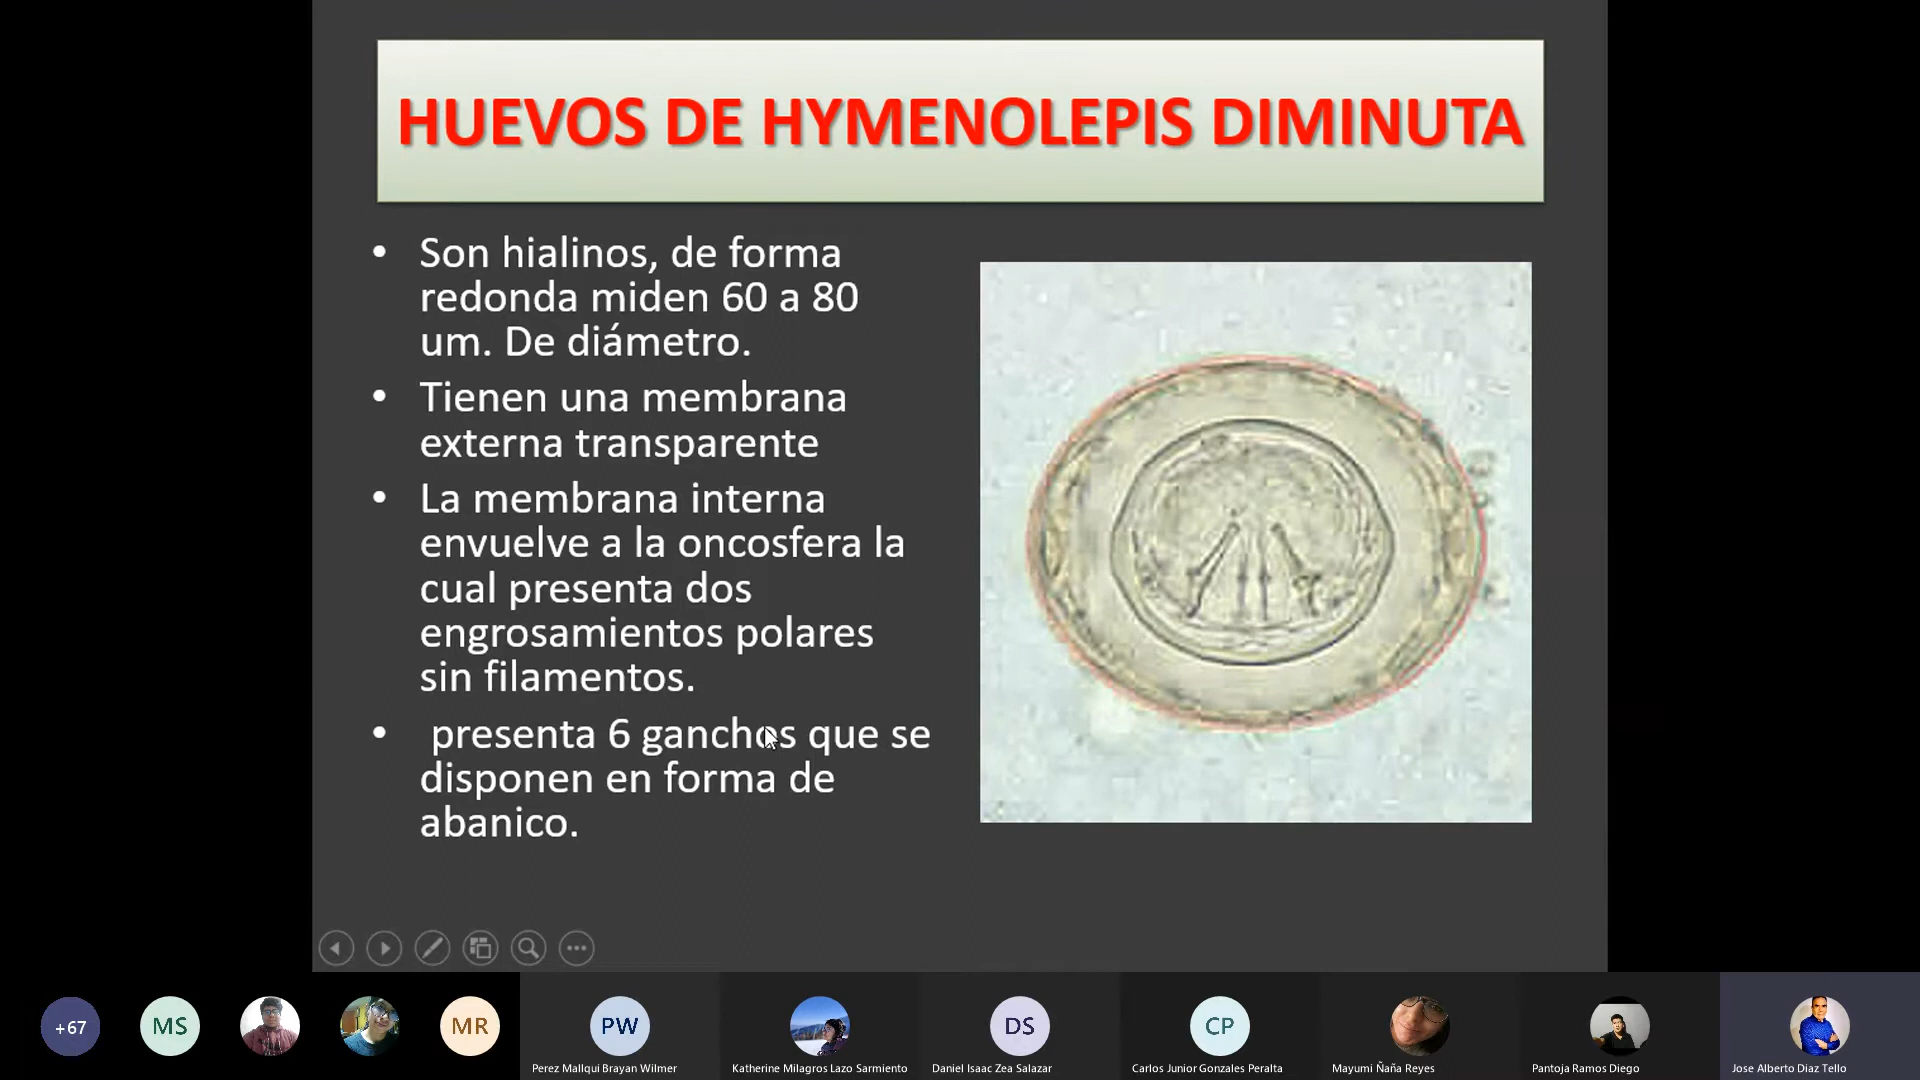 HUEVOS DE HYMENOLEPIS DIMINUTA
• Son hialinos, de forma
redonda miden 60 a 80
um. De diámetro.
• Tienen una membrana
externa transparente
• La membrana interna
envuelve a la oncosfera la
cual presenta dos
engrosamientos polares
sin filamentos.
• presenta 6 ganchos que se
disponen en forma de
abanico.
+67
MS
MR
PW
DS
CP
Perez Mallqui Brayan Wilmer
Katherine Milagros Lazo Sarmiento
Daniel Isaac Zea Salazar
Carlos Junior Gonzales Peralta
Mayumi Ñaña Reyes
Pantoja Ramos Diego
Jose Alberto Diaz Tello